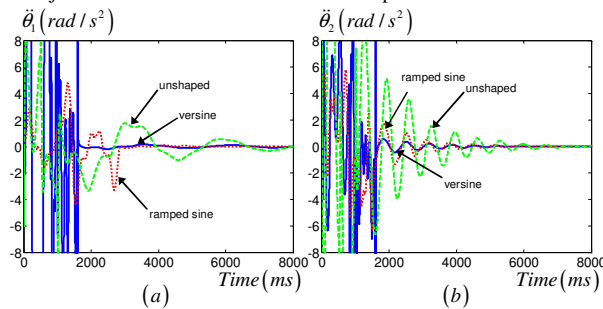 θ̈₁ (rad / s²)
8
6
4
2
0
-2
-4
-6
-8
0 2000 4000 6000 8000
unshaped
versine
ramped sine
Time (ms)
(a)
θ̈₂ (rad / s²)
8
6
4
2
0
-2
-4
-6
-8
0 2000 4000 6000 8000
ramped sine
unshaped
versine
Time (ms)
(b)